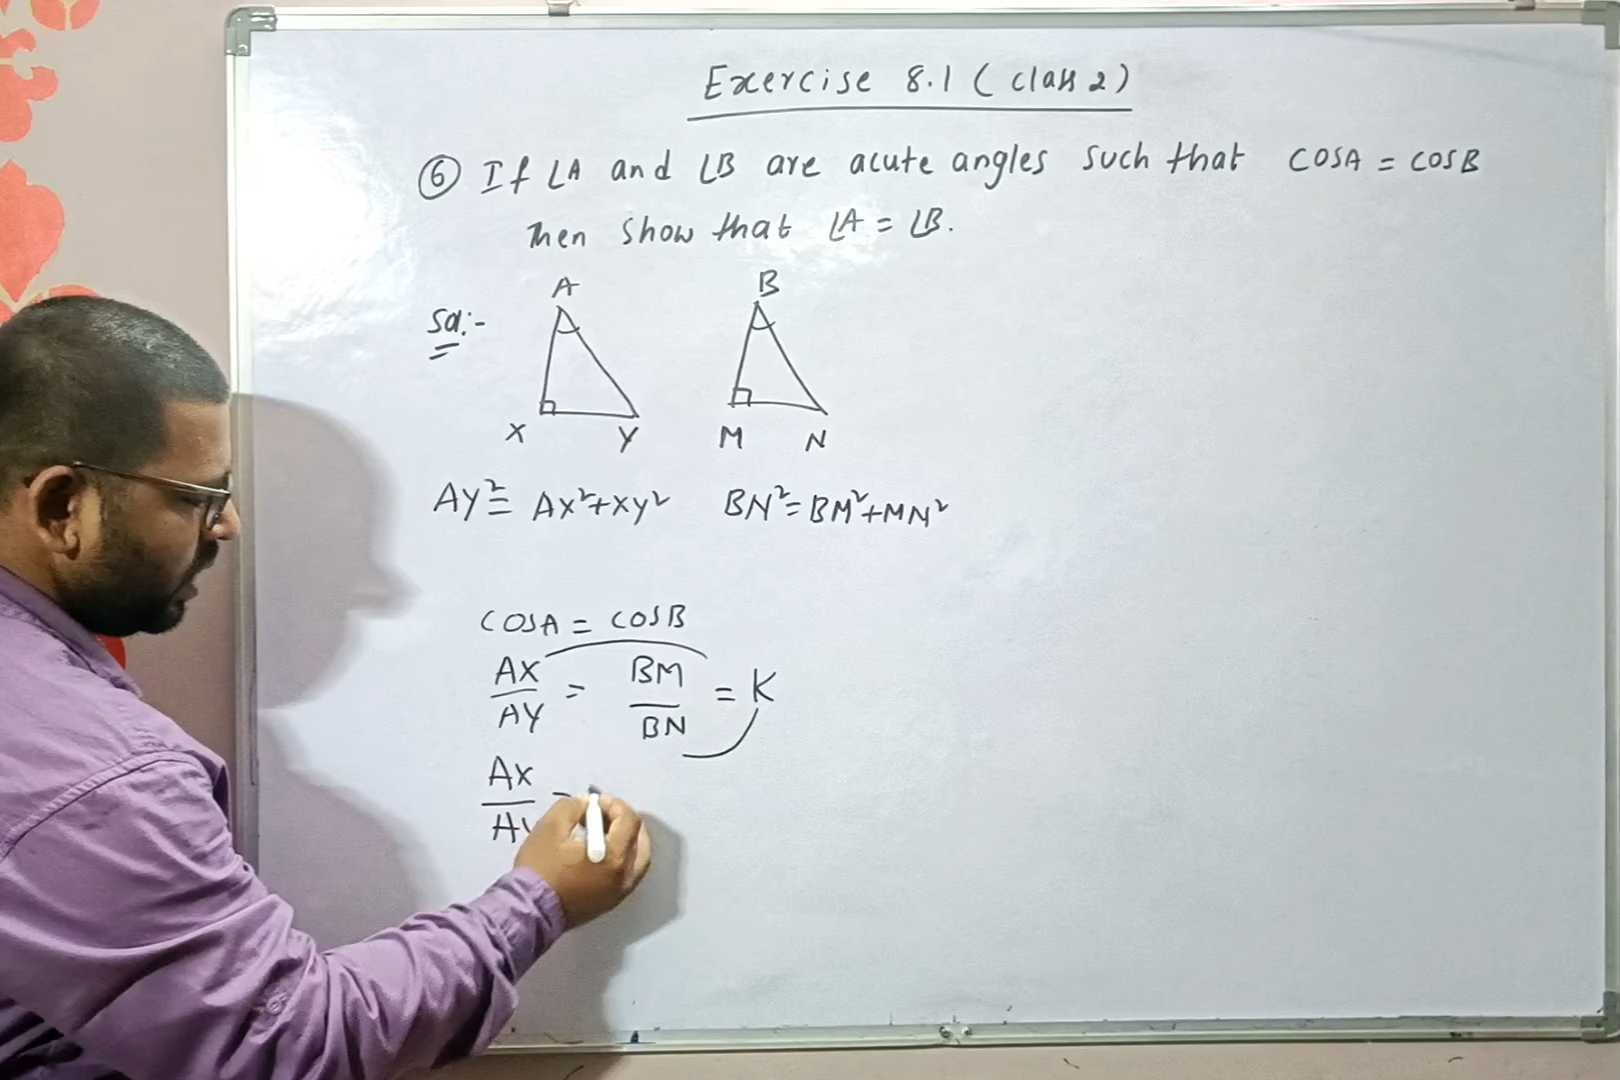 Exercise 8.1 (class 2)
⑥ If ∠A and ∠B are acute angles such that COSA = COSB
Then show that ∠A = ∠B.
Sol:-
A B
X Y M N
AY² = AX²+XY² BN² = BM²+MN²
COSA = COSB
AX/AY = BM/BN = K
AX/AY =